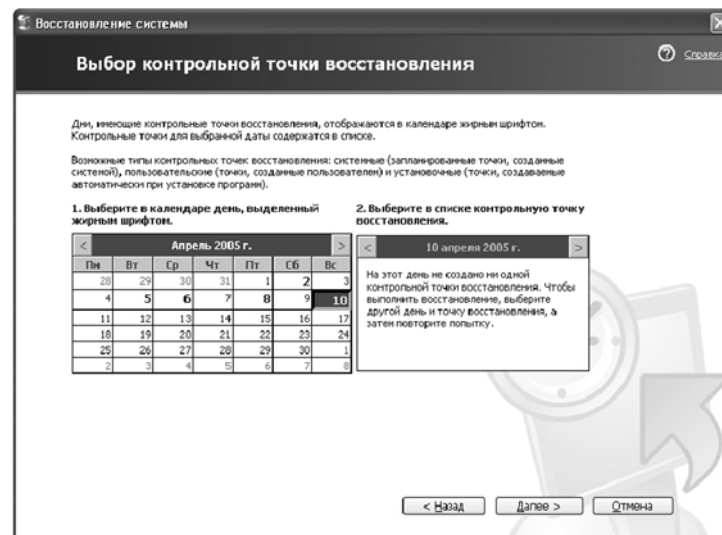 Восстановление системы
Выбор контрольной точки восстановления
Справка
Дни, имеющие контрольные точки восстановления, отображаются в календаре жирным шрифтом.
Контрольные точки для выбранной даты содержатся в списке.
Возможные типы контрольных точек восстановления: системные (запланированные точки, созданные
системой), пользовательские (точки, созданные пользователем) и установочные (точки, создаваемые
автоматически при установке программ).
1. Выберите в календаре день, выделенный
жирным шрифтом.
< Апрель 2005 г. >
Пн Вт Ср Чт Пт Сб Вс
28 29 30 31 1 2 3
4 5 6 7 8 9 10
11 12 13 14 15 16 17
18 19 20 21 22 23 24
25 26 27 28 29 30 1
2 3 4 5 6 7 8
2. Выберите в списке контрольную точку
восстановления.
< 10 апреля 2005 г. >
На этот день не создано ни одной
контрольной точки восстановления. Чтобы
выполнить восстановление, выберите
другой день и точку восстановления, а
затем повторите попытку.
< Назад
Далее >
Отмена